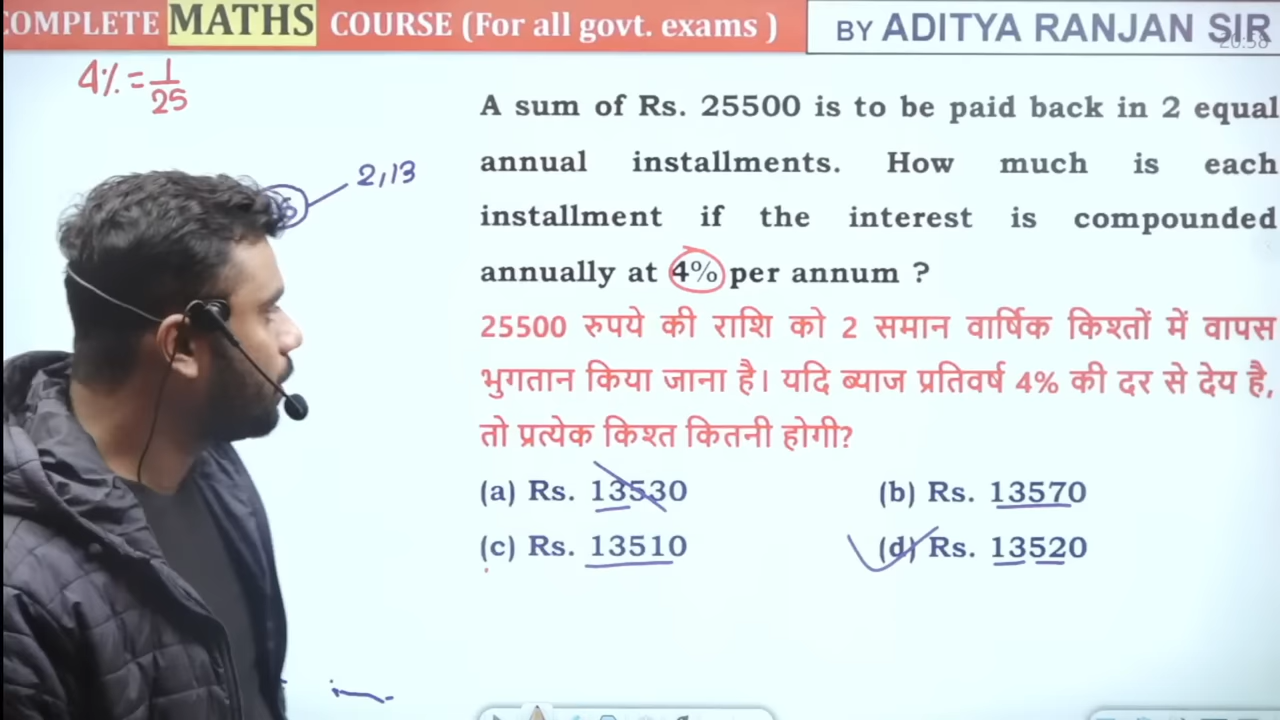 COMPLETE MATHS COURSE (For all govt. exams )
BY ADITYA RANJAN SIR
20:58
4% = 1/25
2,13
A sum of Rs. 25500 is to be paid back in 2 equal
annual installments. How much is each
installment if the interest is compounded
annually at 4% per annum ?
25500 रुपये की राशि को 2 समान वार्षिक किश्तों में वापस
भुगतान किया जाना है। यदि ब्याज प्रतिवर्ष 4% की दर से देय है,
तो प्रत्येक किश्त कितनी होगी?
(a) Rs. 13530 (b) Rs. 13570
(c) Rs. 13510 (d) Rs. 13520